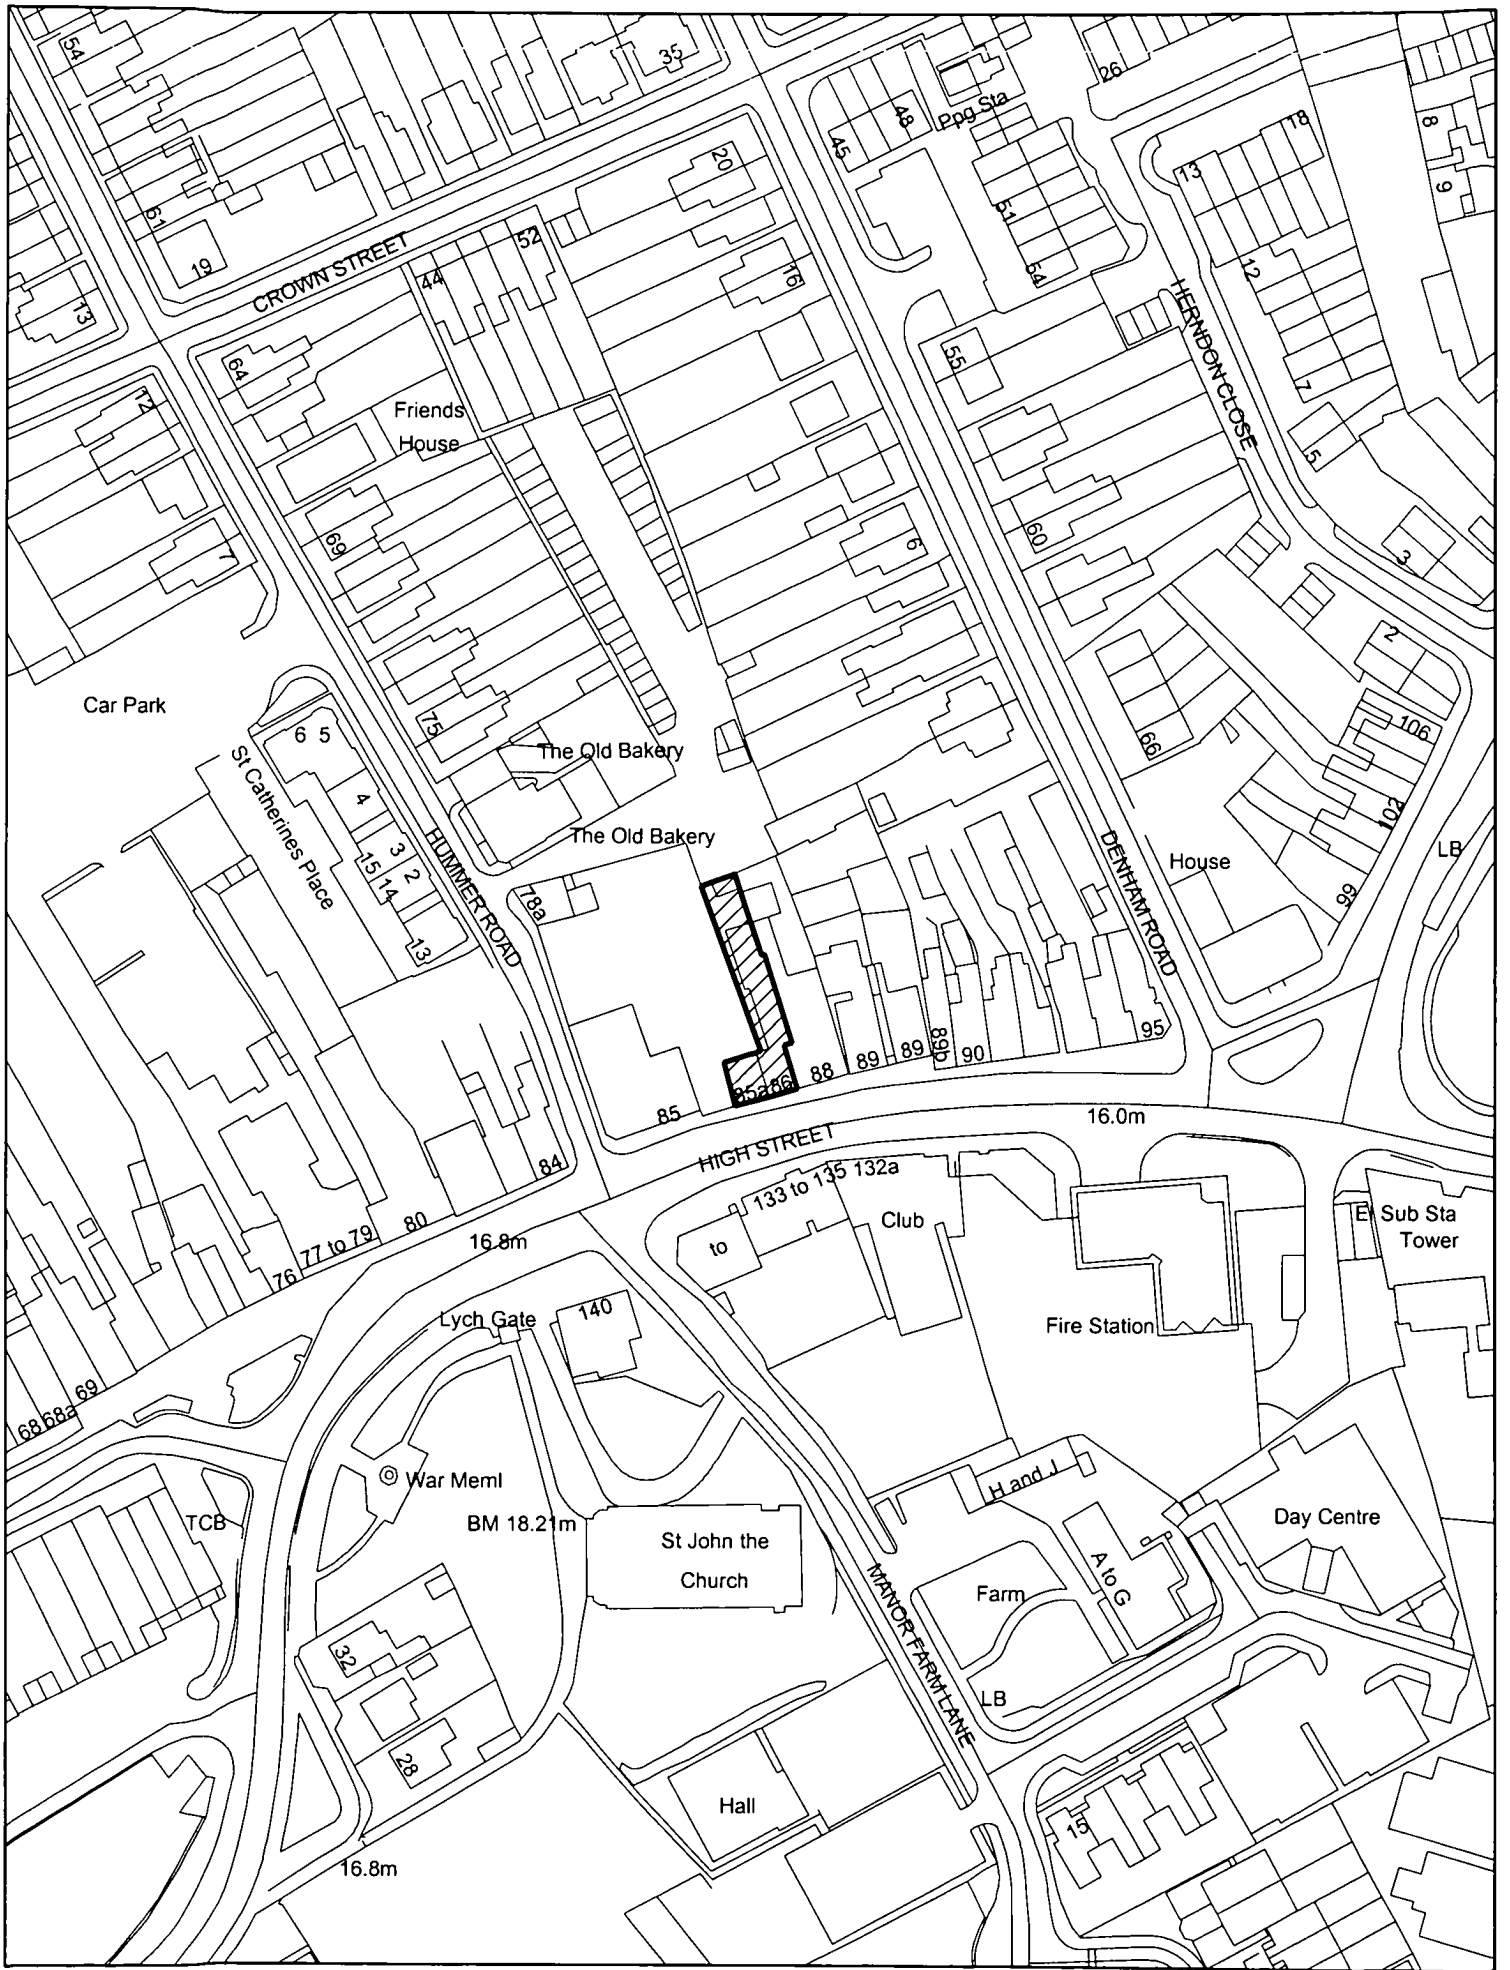 54
35
26
48
Ppg Sta
45
18
13
8
9
20
61
51
19
52
CROWN STREET
44
16
12
54
13
HERNDON CLOSE
64
55
7
12
Friends
House
5
69
60
6
3
7
2
Car Park
75
6 5
The Old Bakery
66
106
St Catherines Place
4
102
3
The Old Bakery
HUMMER ROAD
DENHAM ROAD
House
LB
15
2
14
78a
99
13
95
89b
90
89
89
88
85a 86
85
16.0m
HIGH STREET
84
133 to 135
132a
80
77 to 79
76
16.8m
to
Club
El Sub Sta
Tower
Lych Gate
140
Fire Station
69
68a
68
War Meml
H and J
TCB
BM 18.21m
St John the
Church
Day Centre
A to G
Farm
MANOR FARM LANE
32
LB
28
Hall
15
16.8m